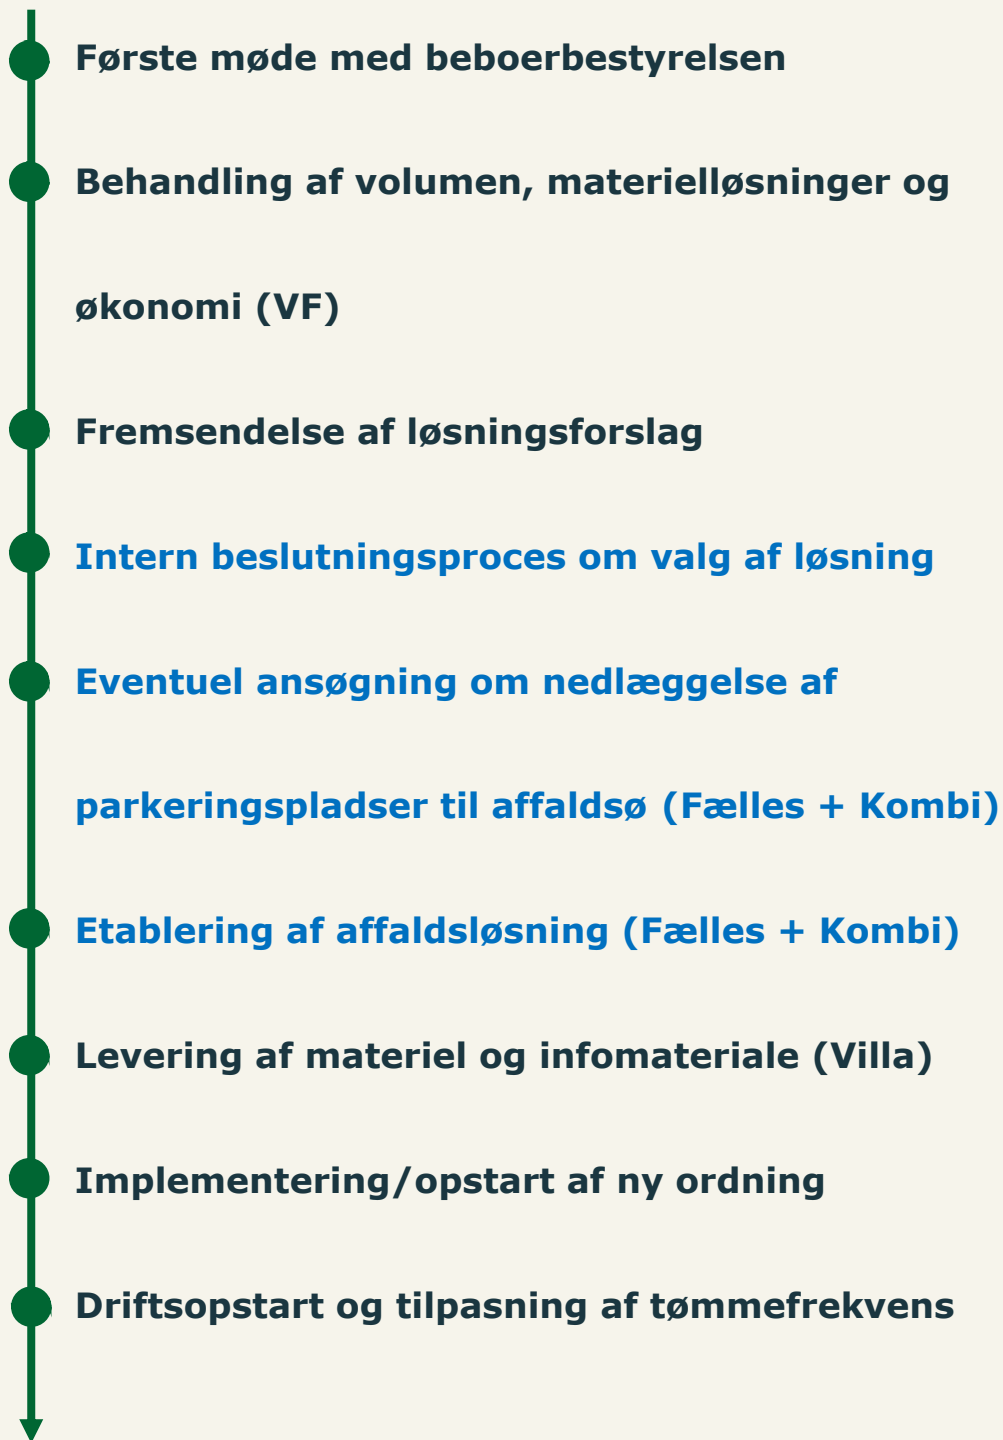 Første møde med beboerbestyrelsen
Behandling af volumen, materielløsninger og
økonomi (VF)
Fremsendelse af løsningsforslag
Intern beslutningsproces om valg af løsning
Eventuel ansøgning om nedlæggelse af
parkeringspladser til affaldsø (Fælles + Kombi)
Etablering af affaldsløsning (Fælles + Kombi)
Levering af materiel og infomateriale (Villa)
Implementering/opstart af ny ordning
Driftsopstart og tilpasning af tømmefrekvens